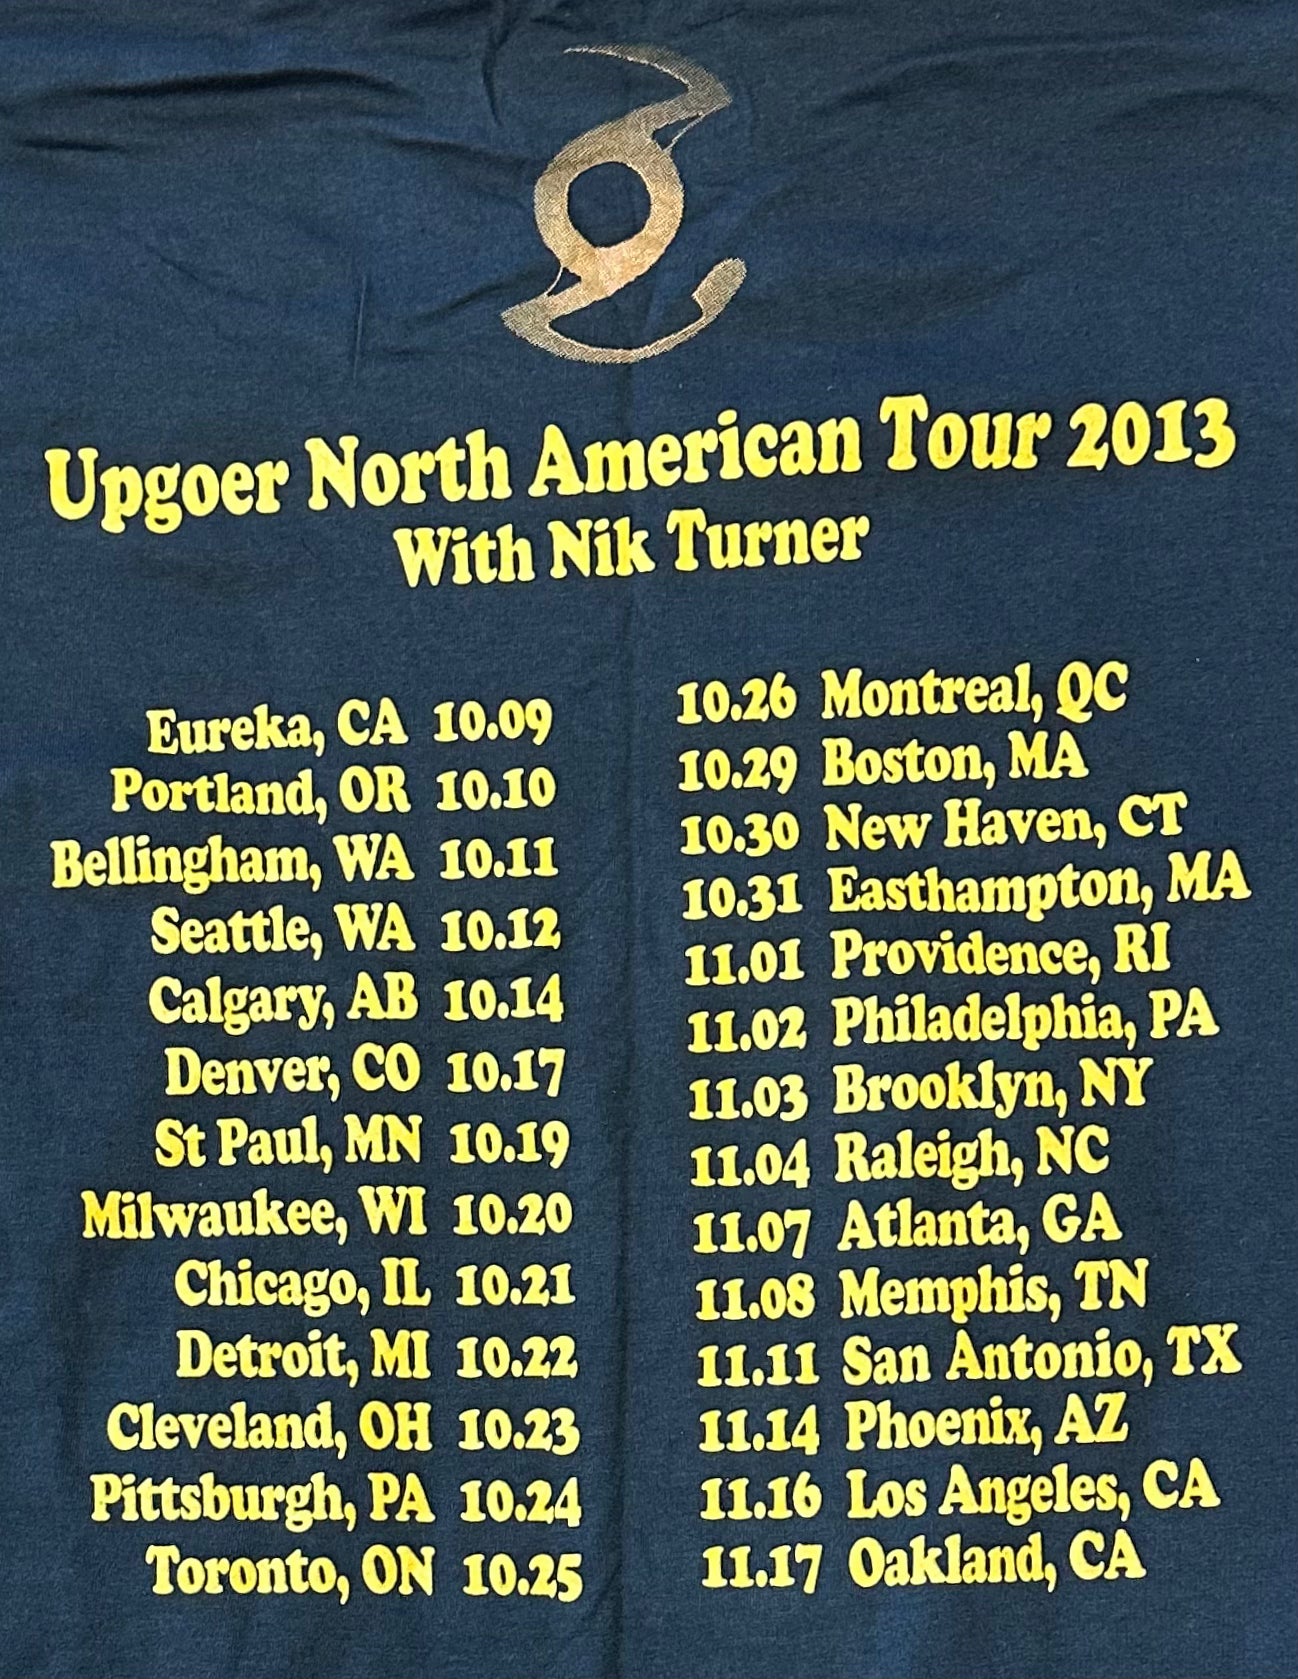 Upgoer North American Tour 2013
With Nik Turner
Eureka, CA 10.09
Portland, OR 10.10
Bellingham, WA 10.11
Seattle, WA 10.12
Calgary, AB 10.14
Denver, CO 10.17
St Paul, MN 10.19
Milwaukee, WI 10.20
Chicago, IL 10.21
Detroit, MI 10.22
Cleveland, OH 10.23
Pittsburgh, PA 10.24
Toronto, ON 10.25
10.26 Montreal, QC
10.29 Boston, MA
10.30 New Haven, CT
10.31 Easthampton, MA
11.01 Providence, RI
11.02 Philadelphia, PA
11.03 Brooklyn, NY
11.04 Raleigh, NC
11.07 Atlanta, GA
11.08 Memphis, TN
11.11 San Antonio, TX
11.14 Phoenix, AZ
11.16 Los Angeles, CA
11.17 Oakland, CA